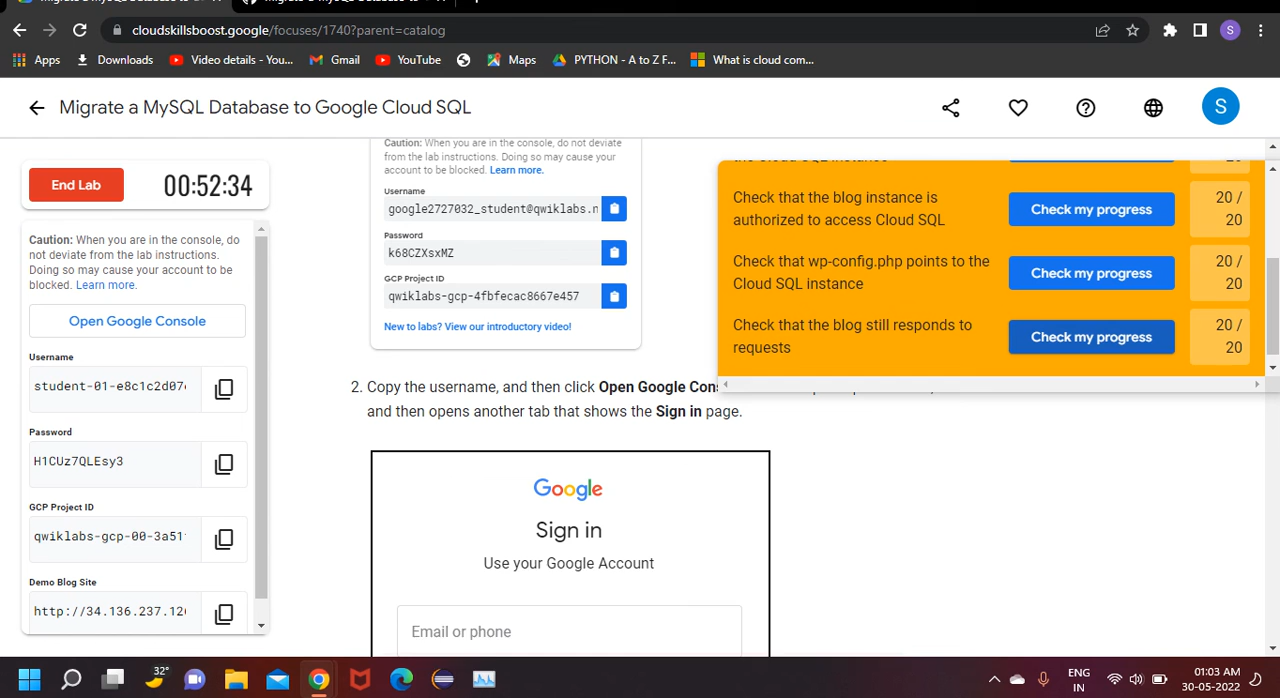 cloudskillsboost.google/focuses/1740?parent=catalog
S
Apps
Downloads
Video details - You...
Gmail
YouTube
Maps
PYTHON - A to Z F...
What is cloud com...
Migrate a MySQL Database to Google Cloud SQL
S
End Lab
00:52:34
Caution: When you are in the console, do
not deviate from the lab instructions.
Doing so may cause your account to be
blocked. Learn more.
Open Google Console
Username
student-01-e8c1c2d07
Password
H1CUz7QLEsy3
GCP Project ID
qwiklabs-gcp-00-3a51
Demo Blog Site
http://34.136.237.12
Caution: When you are in the console, do not deviate
from the lab instructions. Doing so may cause your
account to be blocked. Learn more.
Username
google2727032_student@qwiklabs.n
Password
k68CZXsxMZ
GCP Project ID
qwiklabs-gcp-4fbfecac8667e457
New to labs? View our introductory video!
2. Copy the username, and then click Open Google Con
and then opens another tab that shows the Sign in page.
Google
Sign in
Use your Google Account
Email or phone
the Cloud SQL instance
20
Check that the blog instance is
authorized to access Cloud SQL
Check my progress
20 /
20
Check that wp-config.php points to the
Cloud SQL instance
Check my progress
20 /
20
Check that the blog still responds to
requests
Check my progress
20 /
20
32°
ENG
IN
01:03 AM
30-05-2022